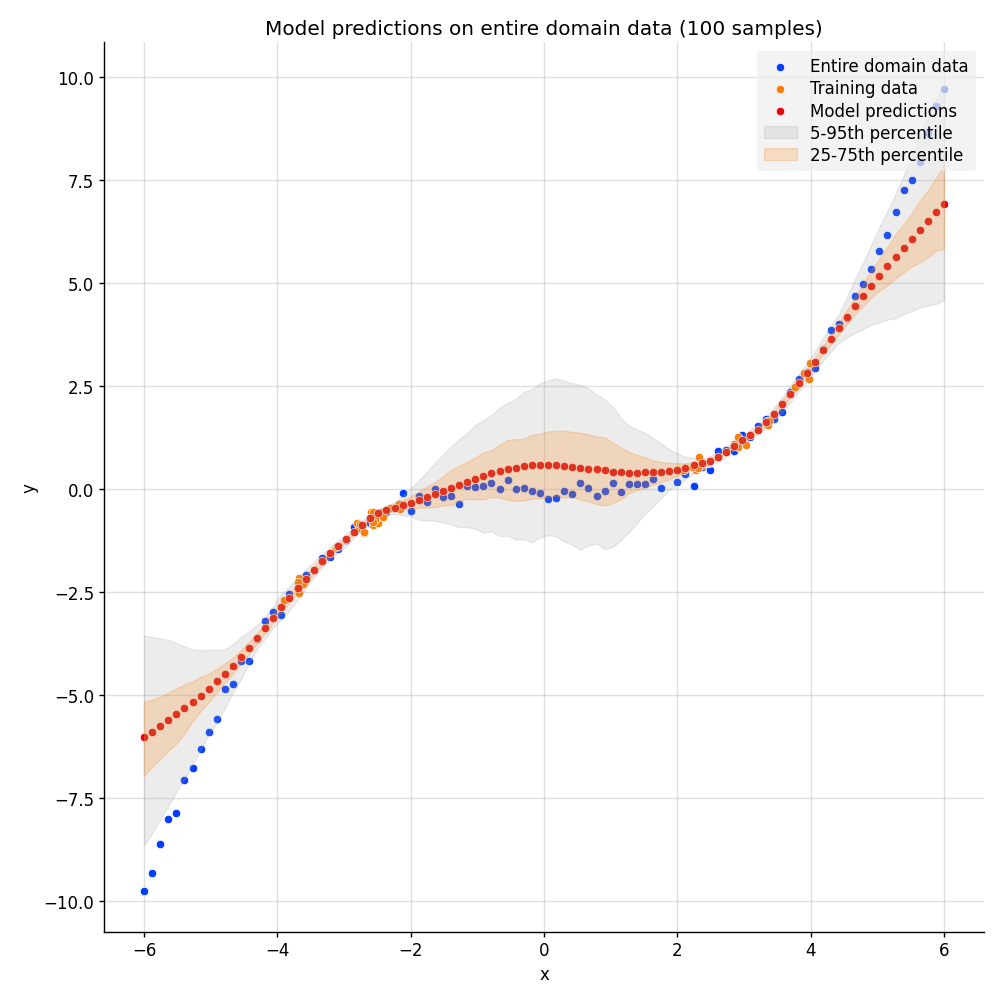 Model predictions on entire domain data (100 samples)
Entire domain data
Training data
Model predictions
5-95th percentile
25-75th percentile
y
10.0
7.5
5.0
2.5
0.0
−2.5
−5.0
−7.5
−10.0
−6 −4 −2 0 2 4 6
x